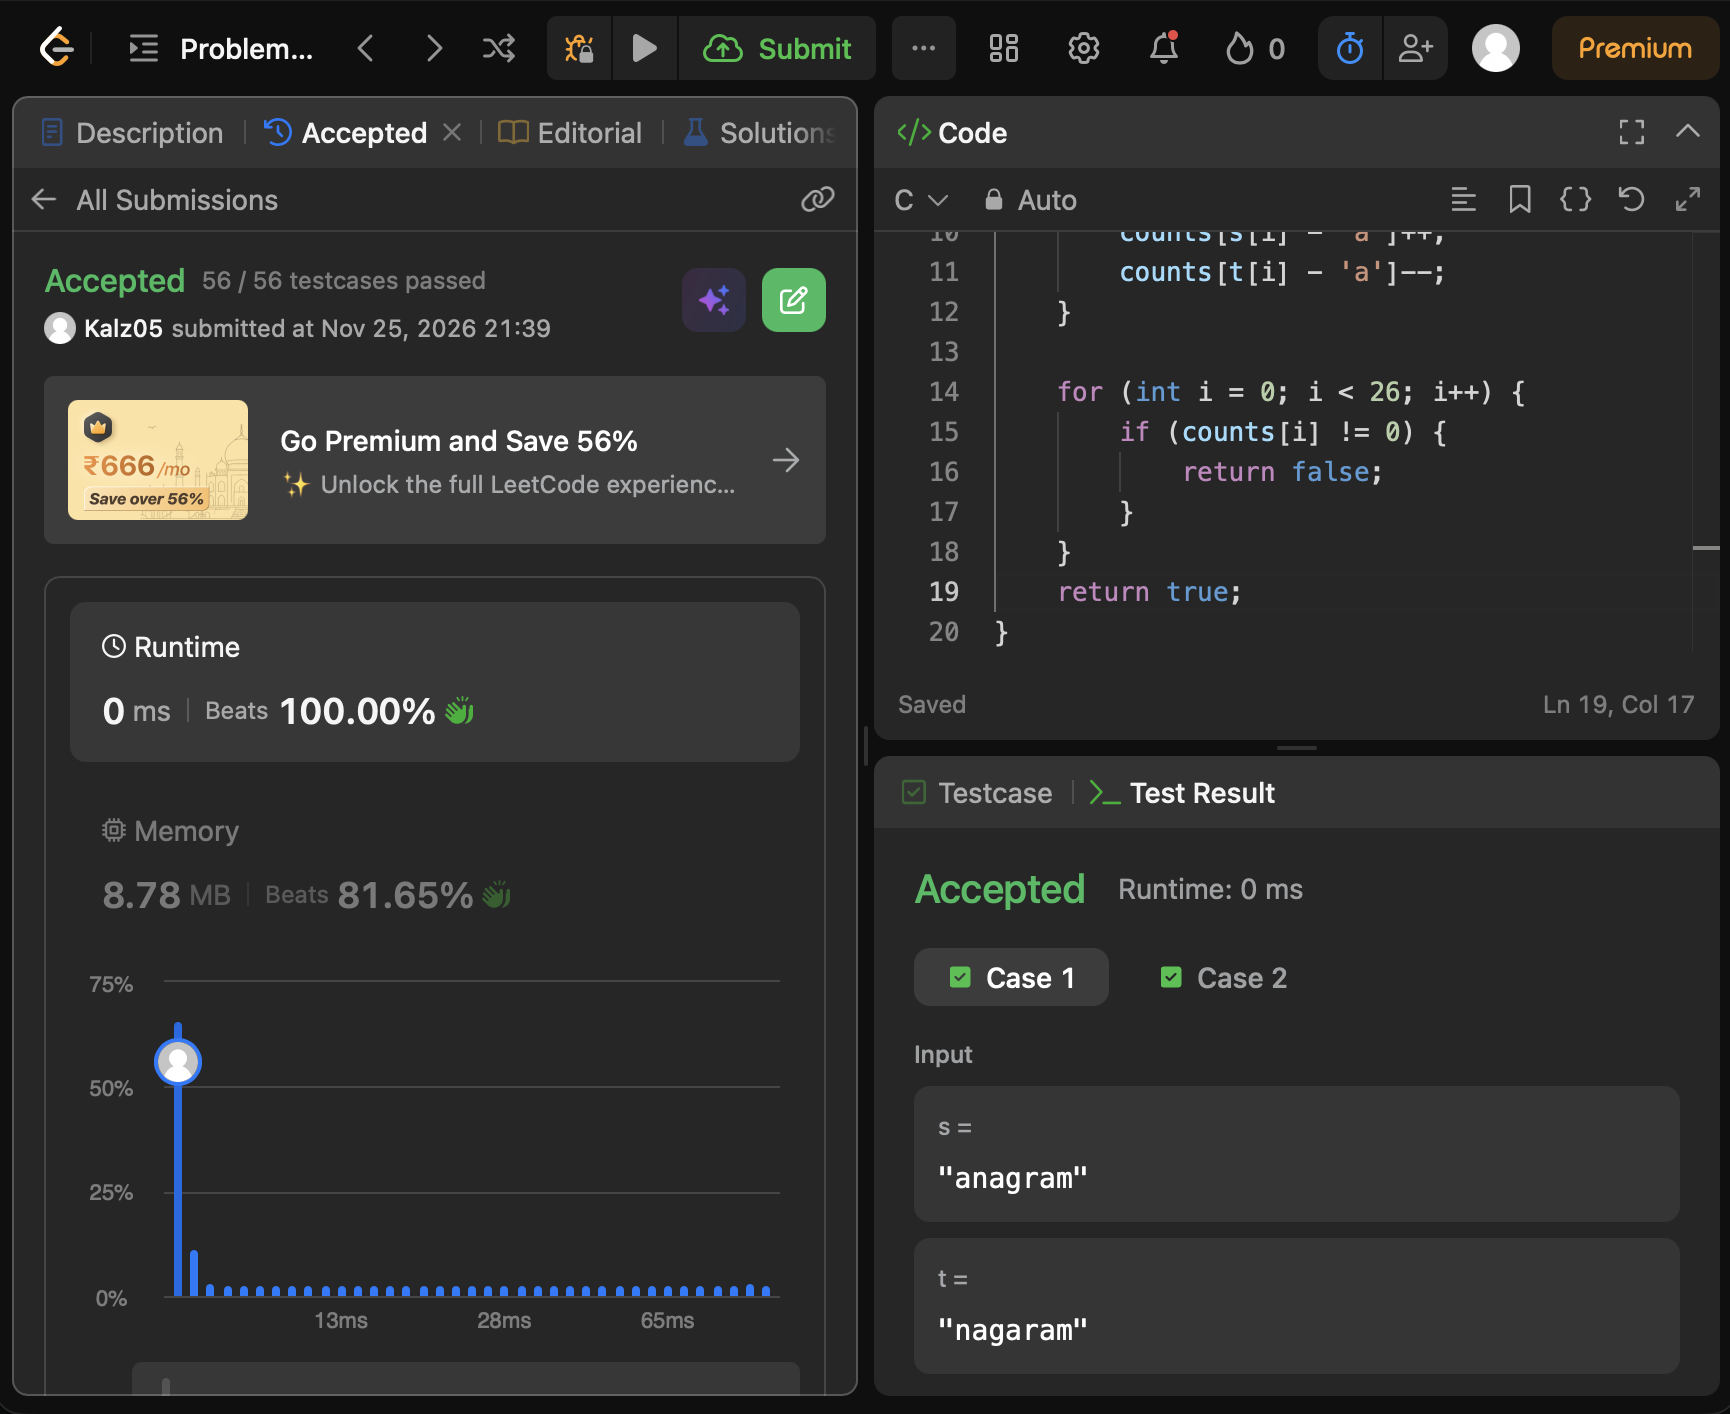 Problem...
Submit
0
Premium
Description
Accepted
Editorial
Solutions
All Submissions
Accepted 56 / 56 testcases passed
Kalz05 submitted at Nov 25, 2026 21:39
₹666/mo
Save over 56%
Go Premium and Save 56%
✨ Unlock the full LeetCode experienc...
Runtime
0 ms | Beats 100.00%
Memory
8.78 MB | Beats 81.65%
75%
50%
25%
0%
13ms 28ms 65ms
</> Code
C Auto
10 counts[s[i] - 'a']++;
11 counts[t[i] - 'a']--;
12 }
13
14 for (int i = 0; i < 26; i++) {
15 if (counts[i] != 0) {
16 return false;
17 }
18 }
19 return true;
20 }
Saved Ln 19, Col 17
Testcase
Test Result
Accepted Runtime: 0 ms
Case 1 Case 2
Input
s =
"anagram"
t =
"nagaram"